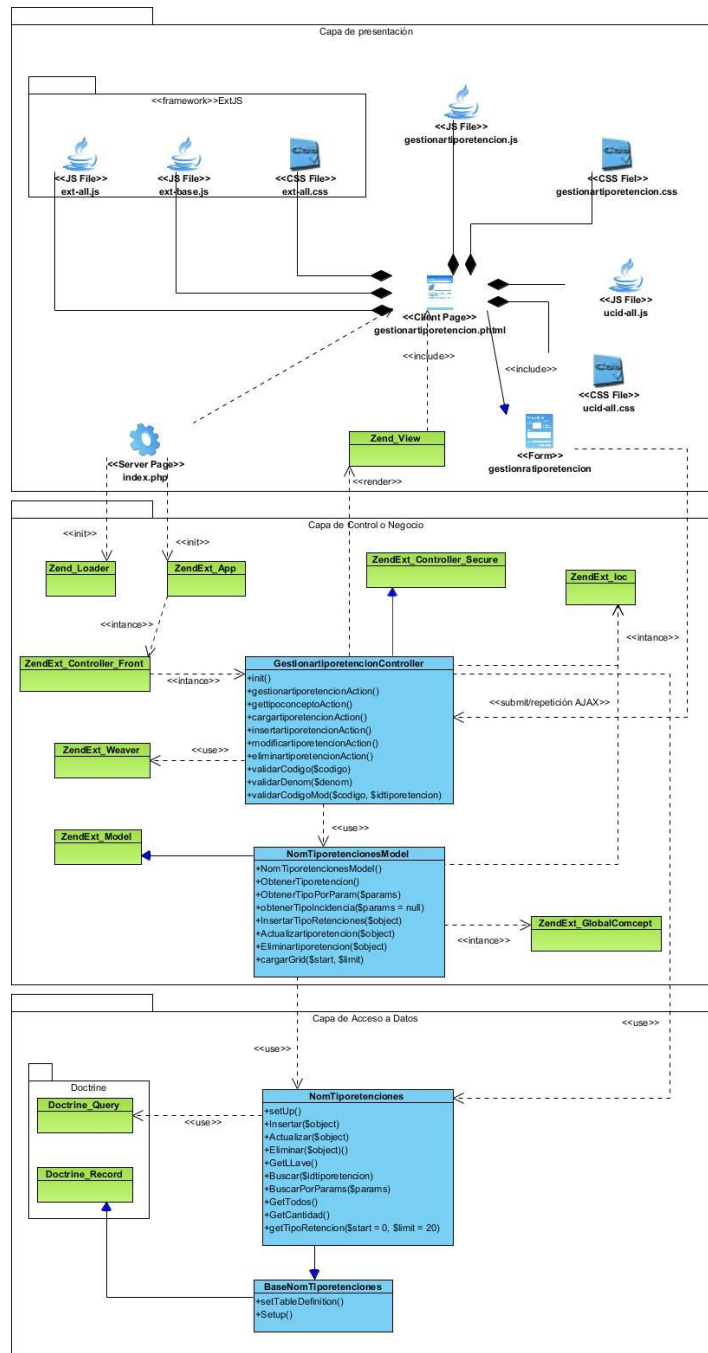 Capa de presentación
<<framework>>ExtJS
<<JS File>>
ext-all.js
<<JS File>>
ext-base.js
<<CSS File>>
ext-all.css
<<JS File>>
gestionartiporetencion.js
<<CSS Fiel>>
gestionartiporetencion.css
<<JS File>>
ucid-all.js
<<Client Page>>
gestionartiporetencion.phtml
<<include>>
<<include>>
<<CSS File>>
ucid-all.css
<<Server Page>>
index.php
Zend_View
<<Form>>
gestionratiporetencion
<<render>>
Capa de Control o Negocio
<<init>>
<<init>>
Zend_Loader
ZendExt_App
ZendExt_Controller_Secure
ZendExt_Ioc
<<intance>>
<<intance>>
ZendExt_Controller_Front
<<intance>>
GestionartiporetencionController
+init()
+gestionartiporetencionAction()
+gettipoconceptoAction()
+cargartiporetencionAction()
+insertartiporetencionAction()
+modificartiporetencionAction()
+eliminartiporetencionAction()
+validarCodigo($codigo)
+validarDenom($denom)
+validarCodigoMod($codigo, $idtiporetencion)
<<submit/repetición AJAX>>
ZendExt_Weaver
<<use>>
<<use>>
ZendExt_Model
NomTiporetencionesModel
+NomTiporetencionesModel()
+ObtenerTiporetencion()
+ObtenerTipoPorParam($params)
+obtenerTipoIncidencia($params = null)
+InsertarTipoRetenciones($object)
+Actualizartiporetencion($object)
+Eliminartiporetencion($object)
+cargarGrid($start, $limit)
ZendExt_GlobalComcept
<<intance>>
Capa de Acceso a Datos
<<use>>
<<use>>
Doctrine
Doctrine_Query
<<use>>
Doctrine_Record
NomTiporetenciones
+setUp()
+Insertar($object)
+Actualizar($object)
+Eliminar($object)()
+GetLLave()
+Buscar($idtiporetencion)
+BuscarPorParams($params)
+GetTodos()
+GetCantidad()
+getTipoRetencion($start = 0, $limit = 20)
BaseNomTiporetenciones
+setTableDefinition()
+Setup()